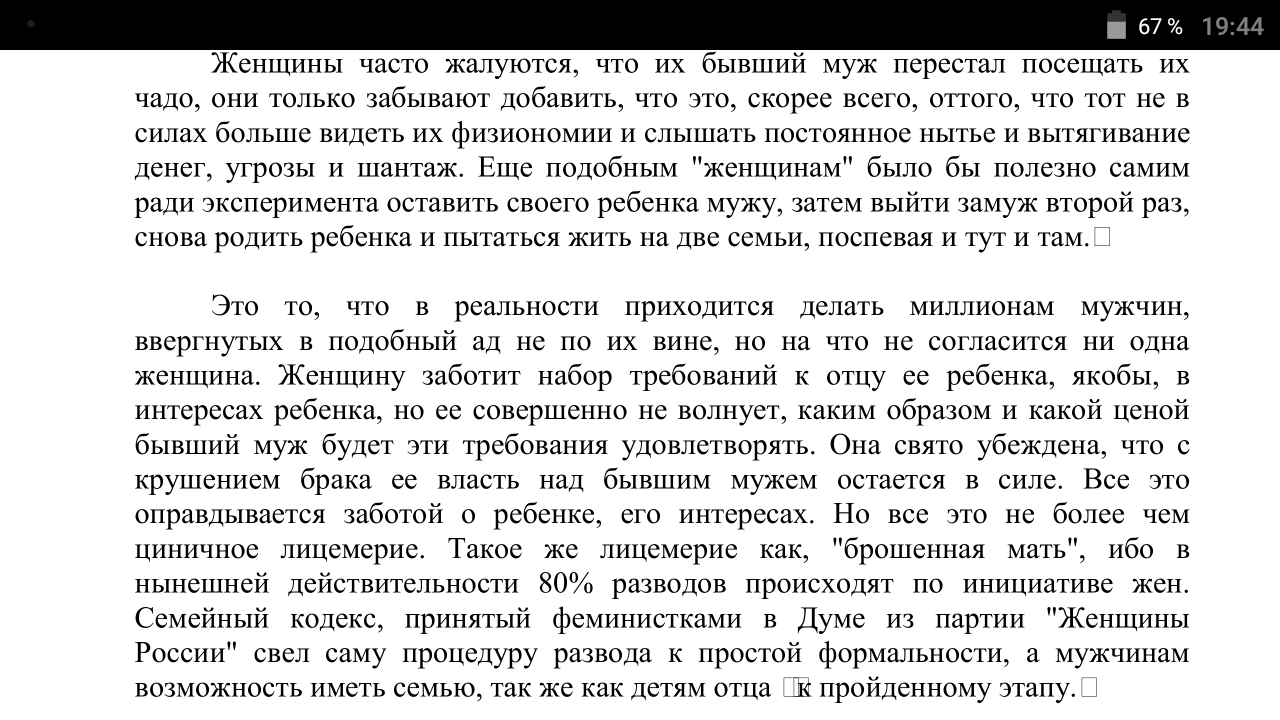 67 % 19:44
Женщины часто жалуются, что их бывший муж перестал посещать их
чадо, они только забывают добавить, что это, скорее всего, оттого, что тот не в
силах больше видеть их физиономии и слышать постоянное нытье и вытягивание
денег, угрозы и шантаж. Еще подобным "женщинам" было бы полезно самим
ради эксперимента оставить своего ребенка мужу, затем выйти замуж второй раз,
снова родить ребенка и пытаться жить на две семьи, поспевая и тут и там.
Это то, что в реальности приходится делать миллионам мужчин,
ввергнутых в подобный ад не по их вине, но на что не согласится ни одна
женщина. Женщину заботит набор требований к отцу ее ребенка, якобы, в
интересах ребенка, но ее совершенно не волнует, каким образом и какой ценой
бывший муж будет эти требования удовлетворять. Она свято убеждена, что с
крушением брака ее власть над бывшим мужем остается в силе. Все это
оправдывается заботой о ребенке, его интересах. Но все это не более чем
циничное лицемерие. Такое же лицемерие как, "брошенная мать", ибо в
нынешней действительности 80% разводов происходят по инициативе жен.
Семейный кодекс, принятый феминистками в Думе из партии "Женщины
России" свел саму процедуру развода к простой формальности, а мужчинам
возможность иметь семью, так же как детям отца к пройденному этапу.